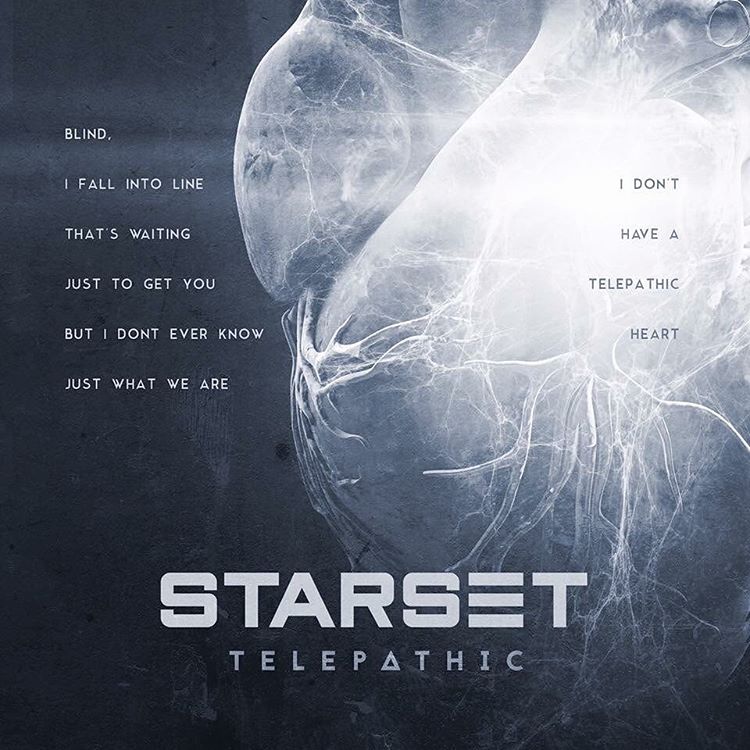 BLIND,
I FALL INTO LINE
THAT'S WAITING
JUST TO GET YOU
BUT I DONT EVER KNOW
JUST WHAT WE ARE
I DON'T
HAVE A
TELEPATHIC
HEART
STARSET
TELEPATHIC